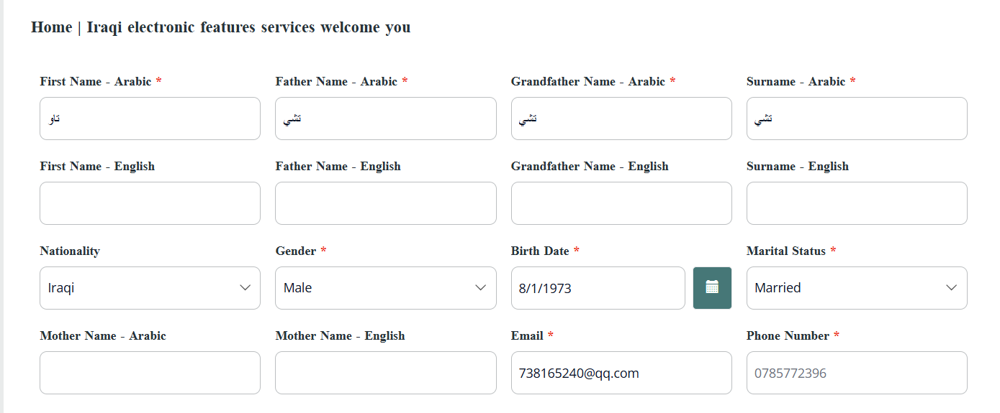 Home | Iraqi electronic features services welcome you
First Name - Arabic * Father Name - Arabic * Grandfather Name - Arabic * Surname - Arabic *
تاو تشي تشي تشي
First Name - English Father Name - English Grandfather Name - English Surname - English
Nationality Gender * Birth Date * Marital Status *
Iraqi Male 8/1/1973 Married
Mother Name - Arabic Mother Name - English Email * Phone Number *
738165240@qq.com 0785772396